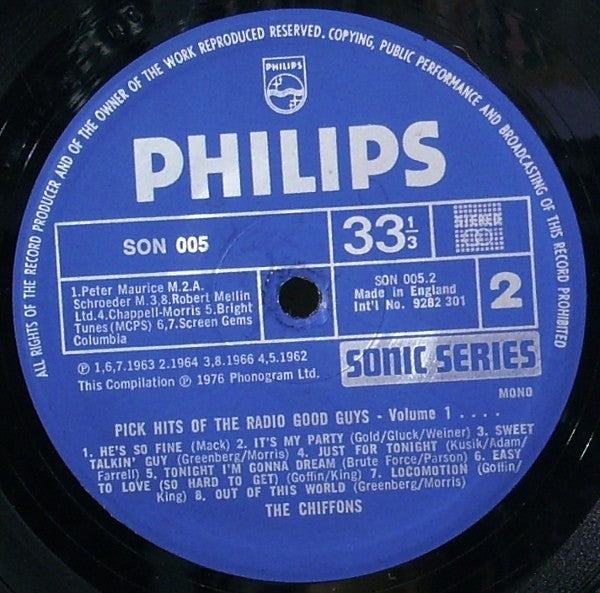 ALL RIGHTS OF THE RECORD PRODUCER AND OF THE OWNER OF THE WORK REPRODUCED RESERVED. COPYING, PUBLIC PERFORMANCE AND BROADCASTING OF THIS RECORD PROHIBITED
PHILIPS
PHILIPS
SON 005
33 1/3
STEREO
1.Peter Maurice M.2.A.
Schroeder M.3,8.Robert Mellin
Ltd.4.Chappell-Morris 5.Bright
Tunes (MCPS) 6,7.Screen Gems
Columbia
SON 005.2
Made in England
Int'l No. 9282 301
2
℗ 1,6,7.1963 2.1964 3,8.1966 4,5.1962
This Compilation ℗ 1976 Phonogram Ltd.
SONIC SERIES
MONO
PICK HITS OF THE RADIO GOOD GUYS - Volume 1 . . . .
1. HE'S SO FINE (Mack) 2. IT'S MY PARTY (Gold/Gluck/Weiner) 3. SWEET
TALKIN' GUY (Greenberg/Morris) 4. JUST FOR TONIGHT (Kusik/Adam/
Farrell) 5. TONIGHT I'M GONNA DREAM (Brute Force/Parson) 6. EASY
TO LOVE (SO HARD TO GET) (Goffin/King) 7. LOCOMOTION (Goffin/
King) 8. OUT OF THIS WORLD (Greenberg/Morris)
THE CHIFFONS